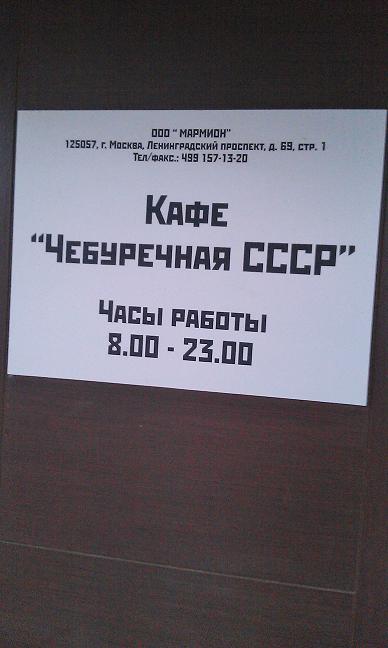 ООО " МАРМИОН"
125057, г. Москва, Ленинградский проспект, д. 69, стр. 1
Тел/факс.: 499 157-13-20
Кафе
"Чебуречная СССР"
Часы работы
8.00 - 23.00